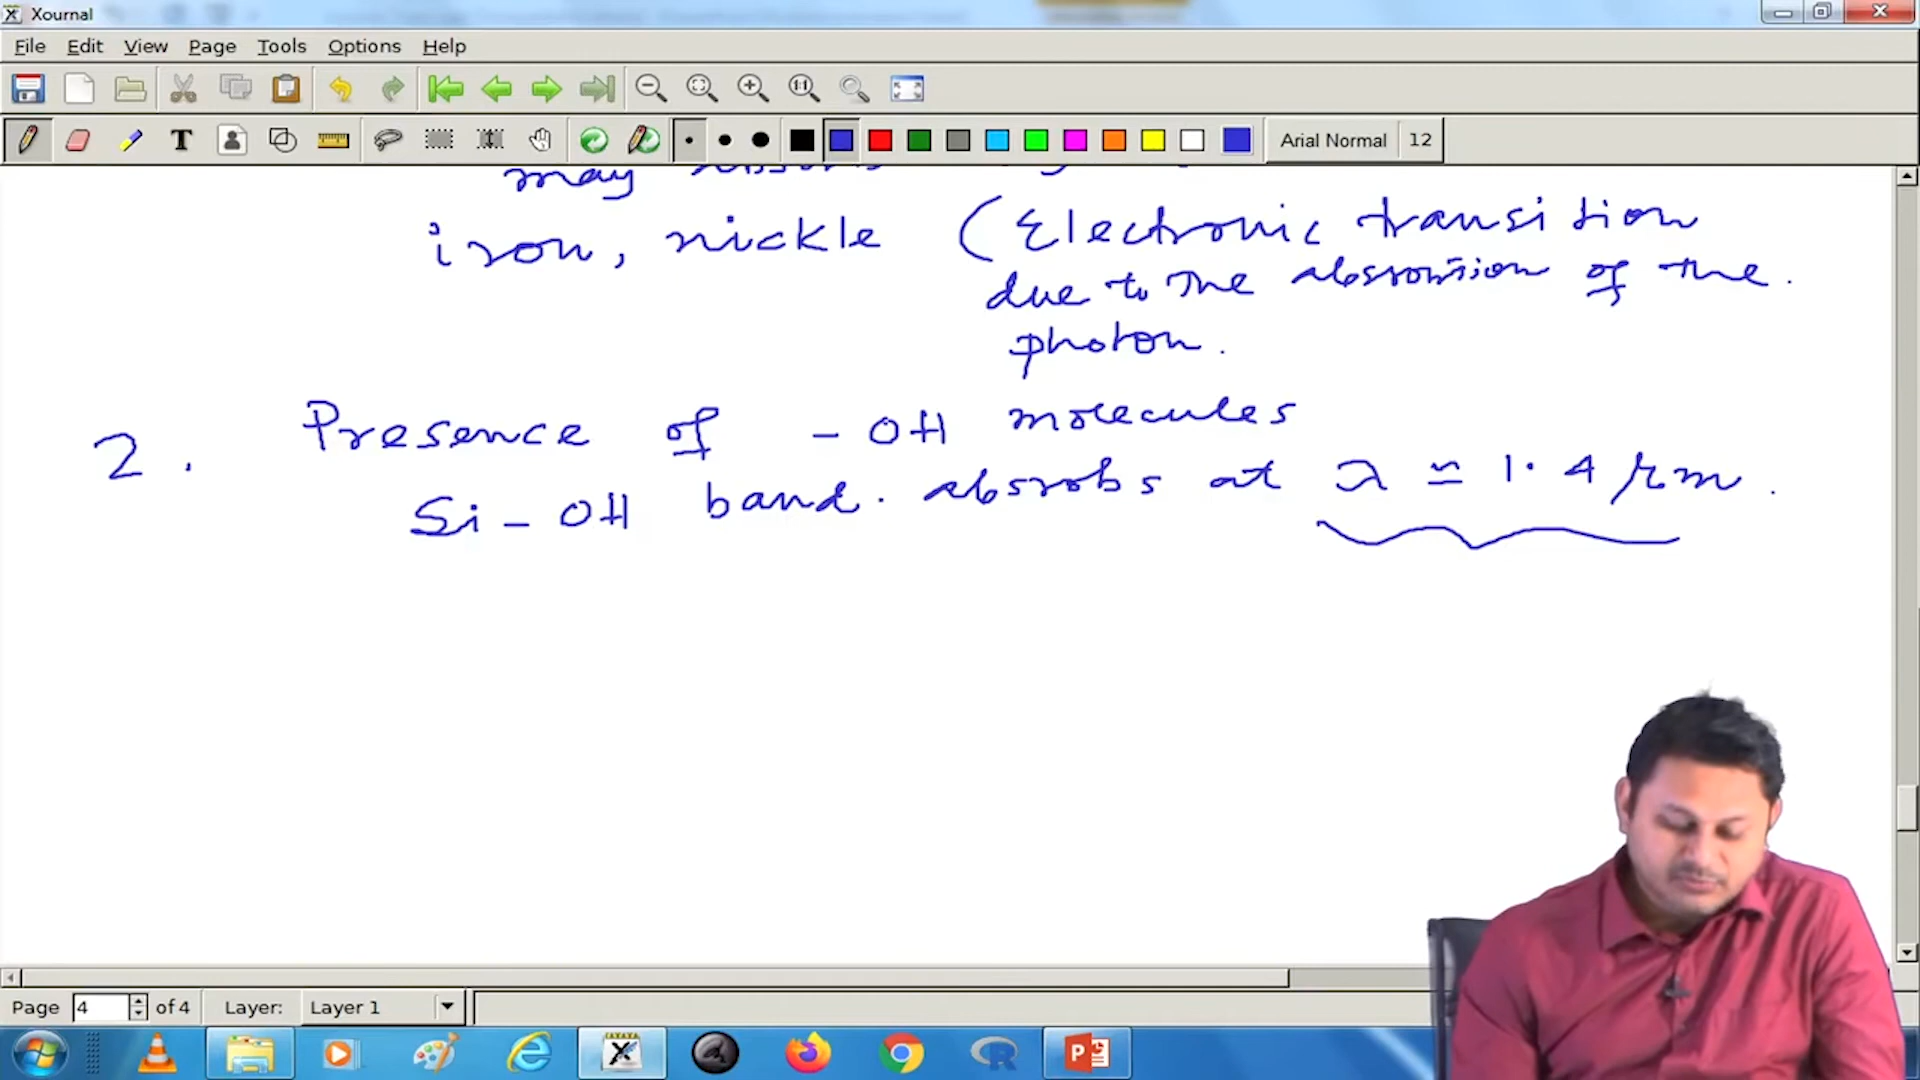 Xournal
File Edit View Page Tools Options Help
T Arial Normal 12
may
iron, nickle (Electronic transition
due to the absorption of the.
photon.
2. Presence of -OH molecules
Si-OH band. absorbs at λ ≃ 1.4 μm.
Page 4 of 4 Layer: Layer 1